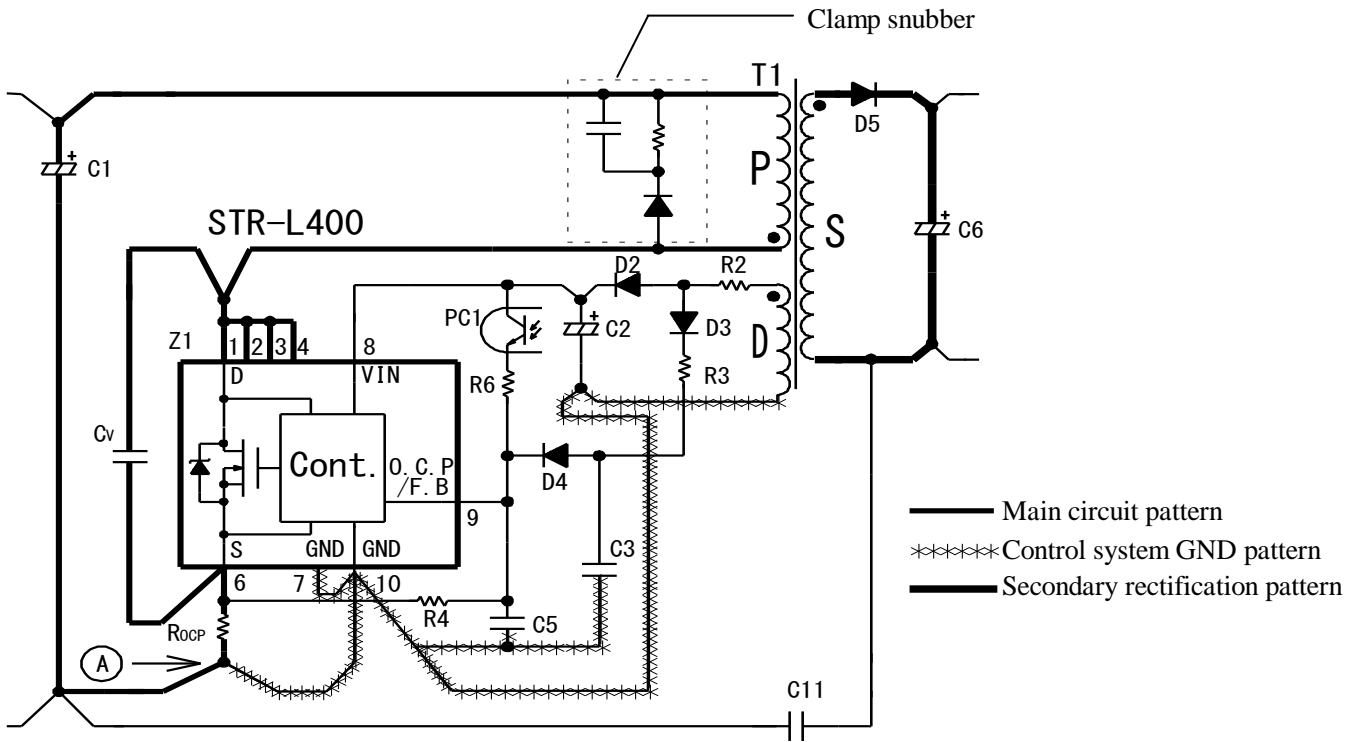 Clamp snubber
T1
D5
C1
P
S
C6
STR-L400
D2
R2
PC1
C2
D3
D
Z1
1 2 3 4
8
D
VIN
R6
R3
Cv
Cont.
O.C.P
/F.B
D4
9
S
GND
GND
C3
6
7
10
R4
C5
ROCP
A
C11
Main circuit pattern
Control system GND pattern
Secondary rectification pattern